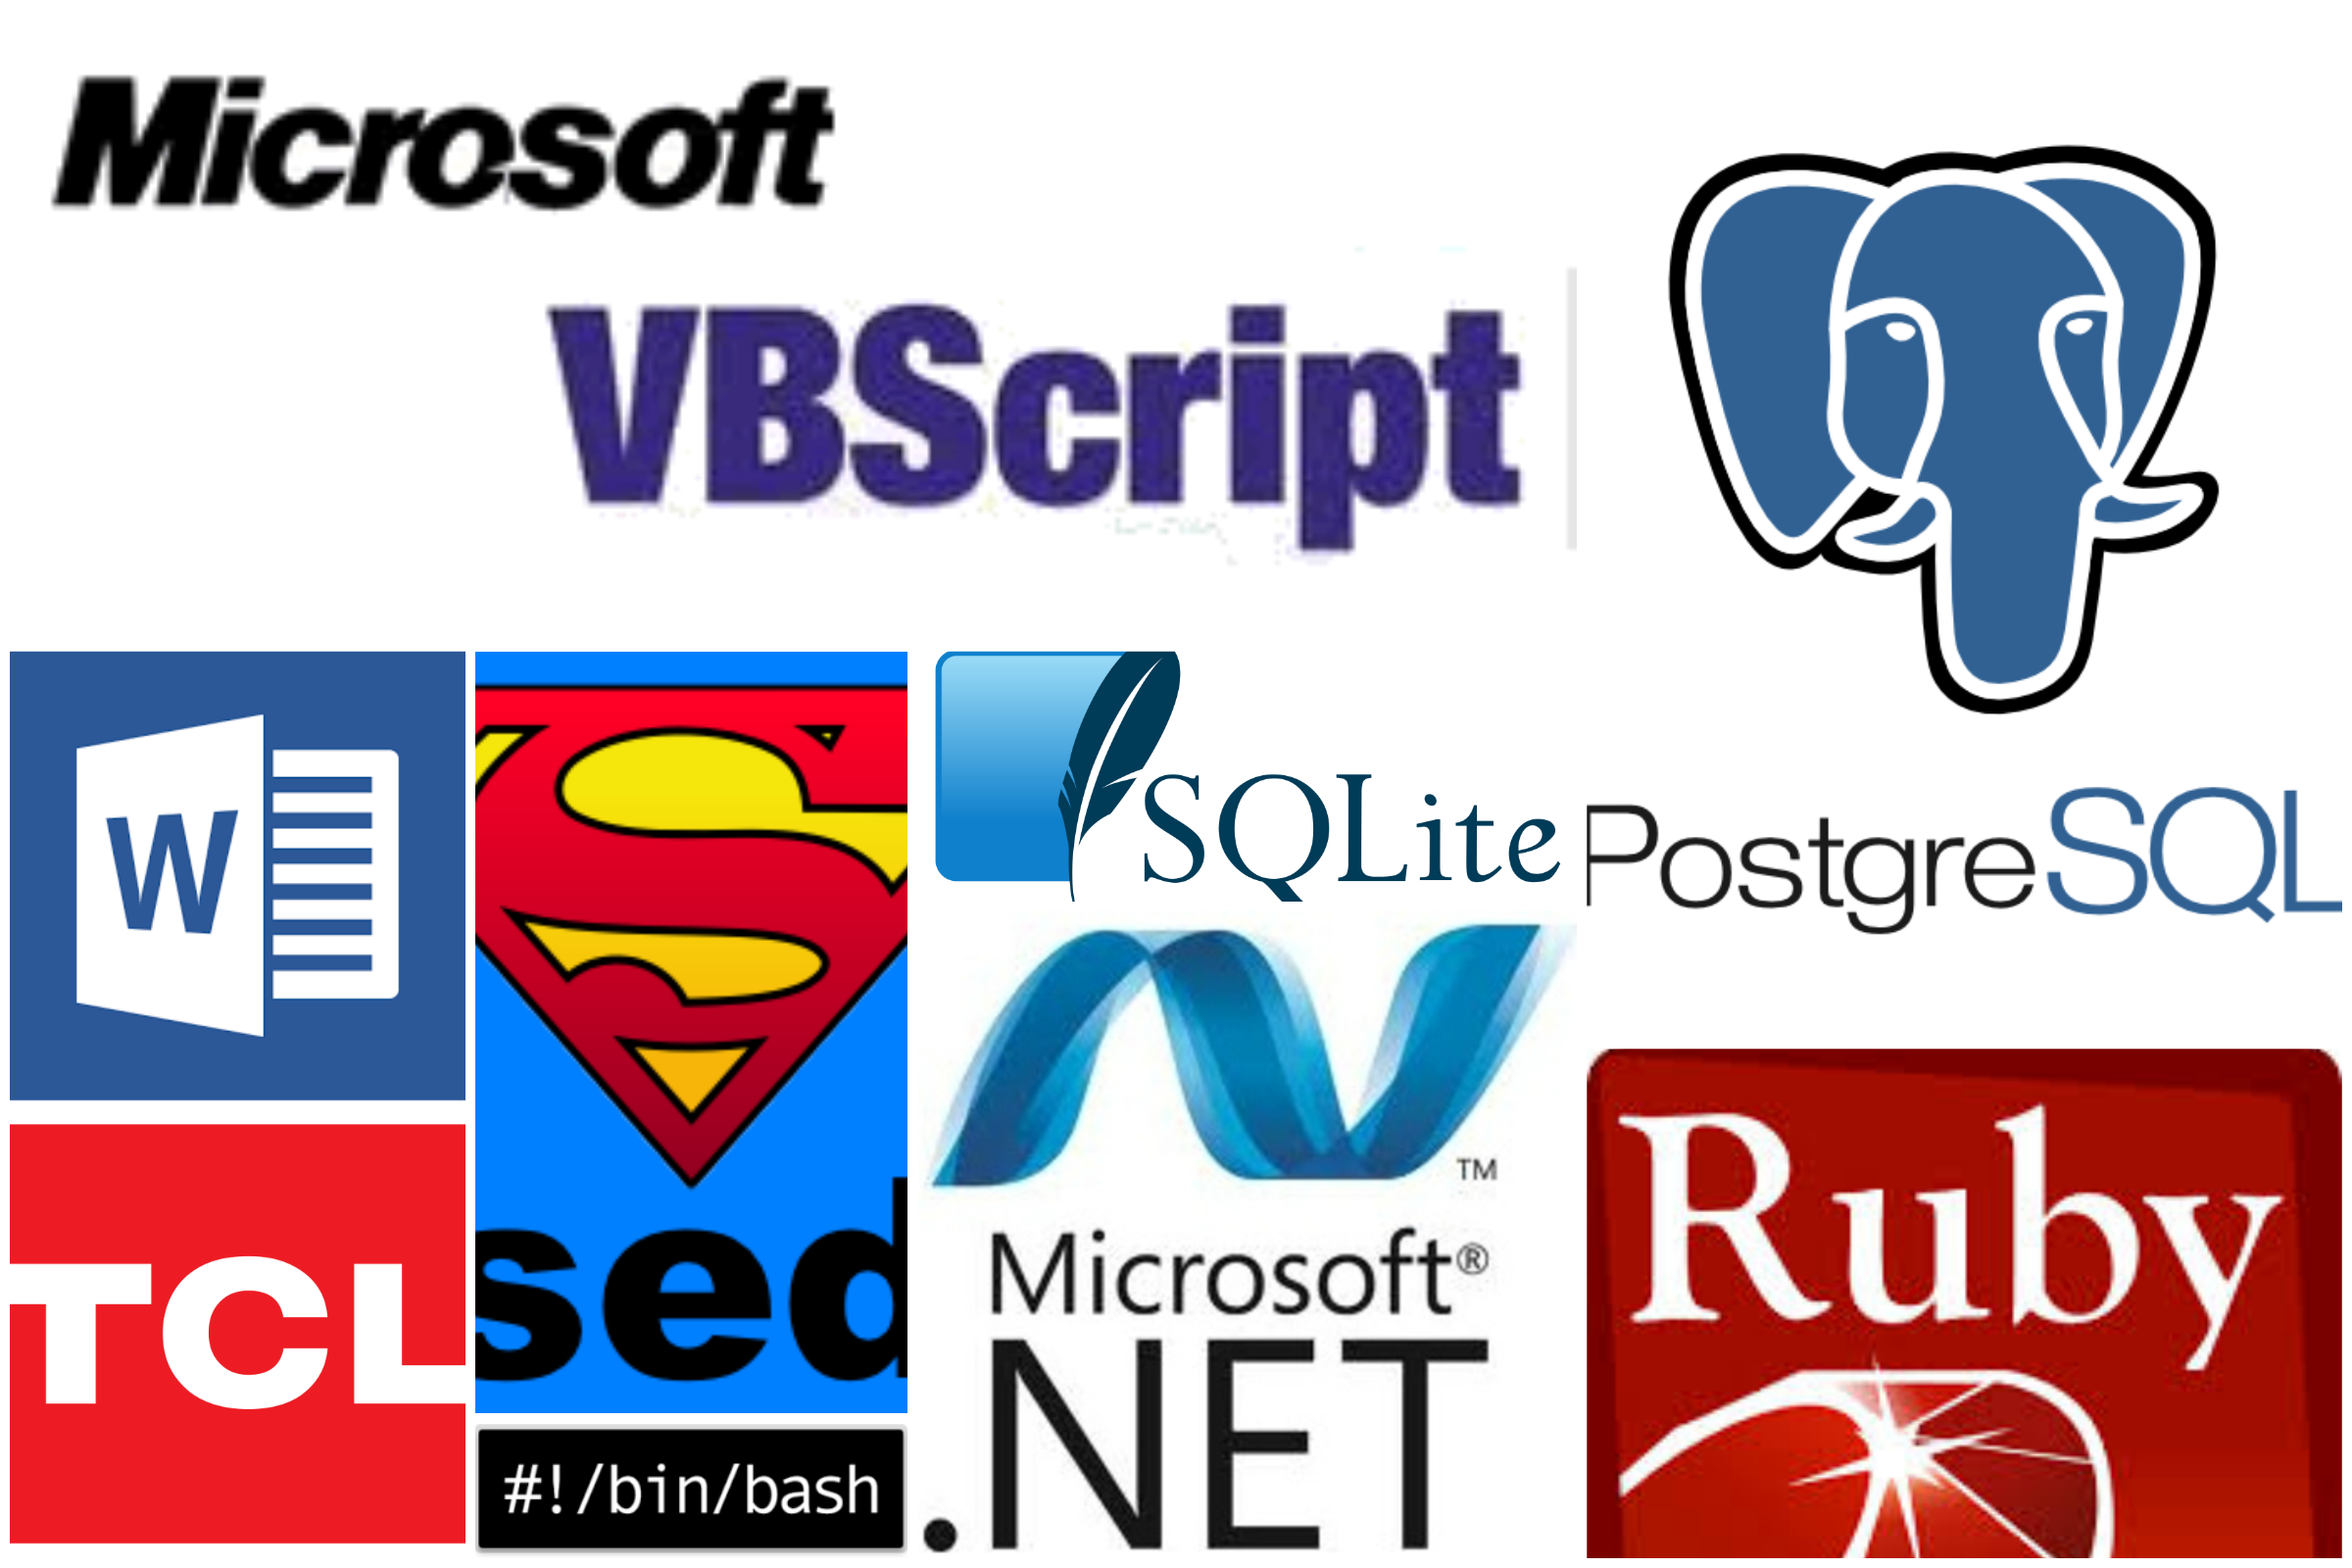 Microsoft
VBScript
PostgreSQL
W
S
SQLite
TCL
sed
#!/bin/bash
TM
Microsoft®
.NET
Ruby